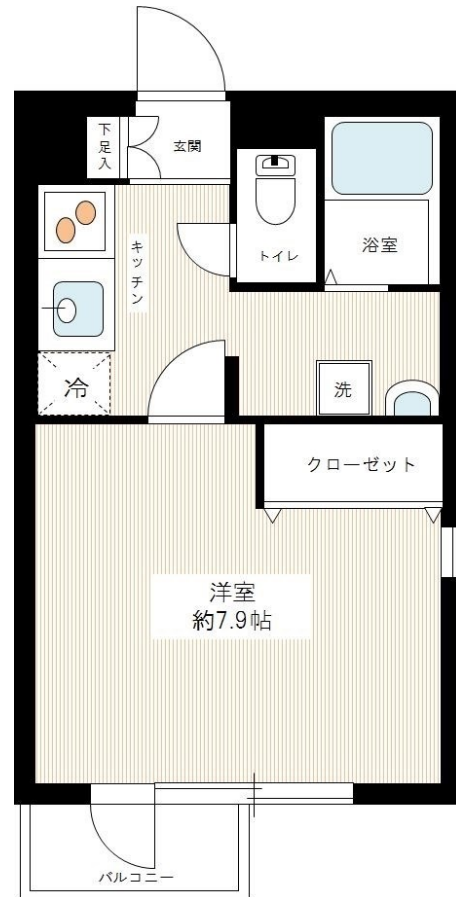 下足入
玄関
キッチン
トイレ
浴室
冷
洗
クローゼット
洋室
約7.9帖
バルコニー